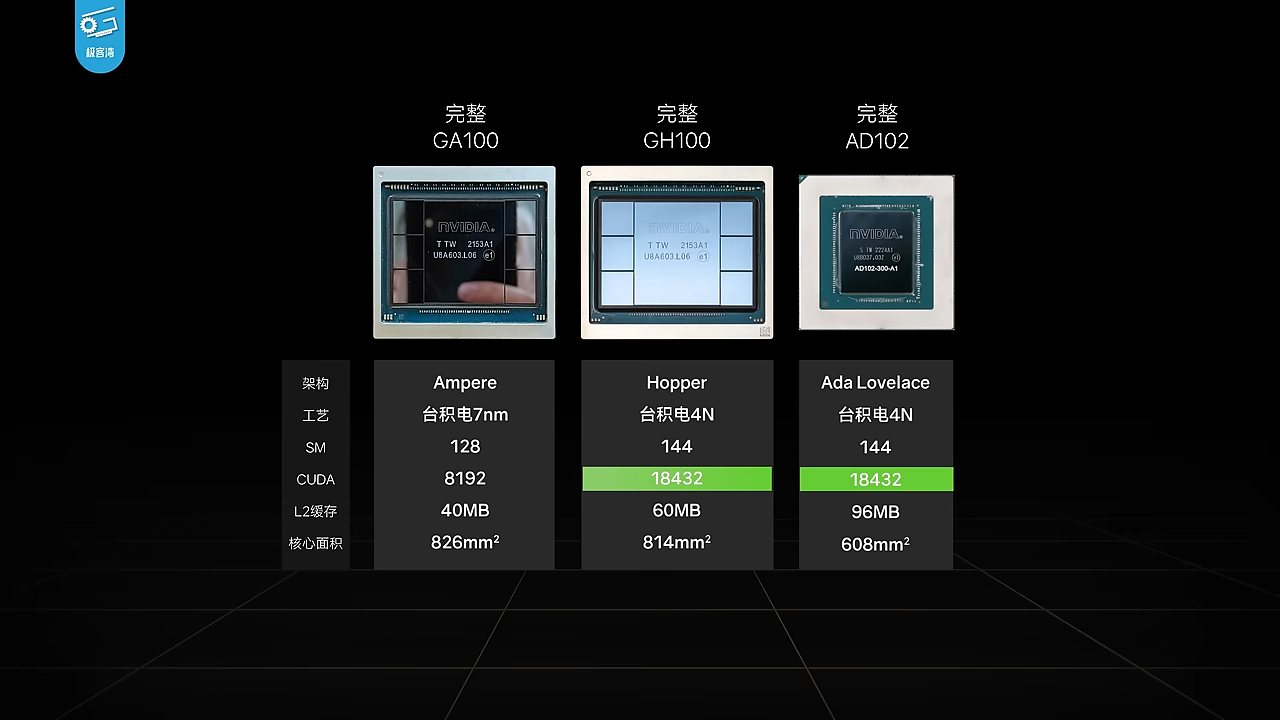 极客湾
完整
GA100
完整
GH100
完整
AD102
NVIDIA.
T TW 2153A1
U8A603.L06 e1
NVIDIA.
T TW 2153A1
U8A603.L06 e1
NVIDIA.
S TW 2224A1
U8B037.03Z e1
AD102-300-A1
架构 Ampere Hopper Ada Lovelace
工艺 台积电7nm 台积电4N 台积电4N
SM 128 144 144
CUDA 8192 18432 18432
L2缓存 40MB 60MB 96MB
核心面积 826mm² 814mm² 608mm²